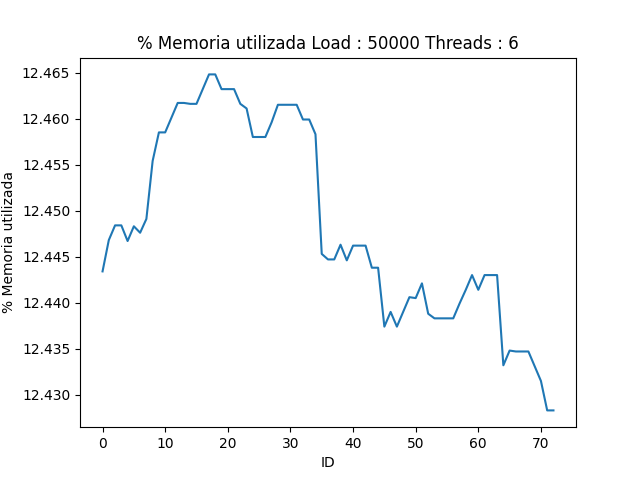 % Memoria utilizada Load : 50000 Threads : 6
12.465
12.460
12.455
12.450
12.445
12.440
12.435
12.430
% Memoria utilizada
0 10 20 30 40 50 60 70
ID